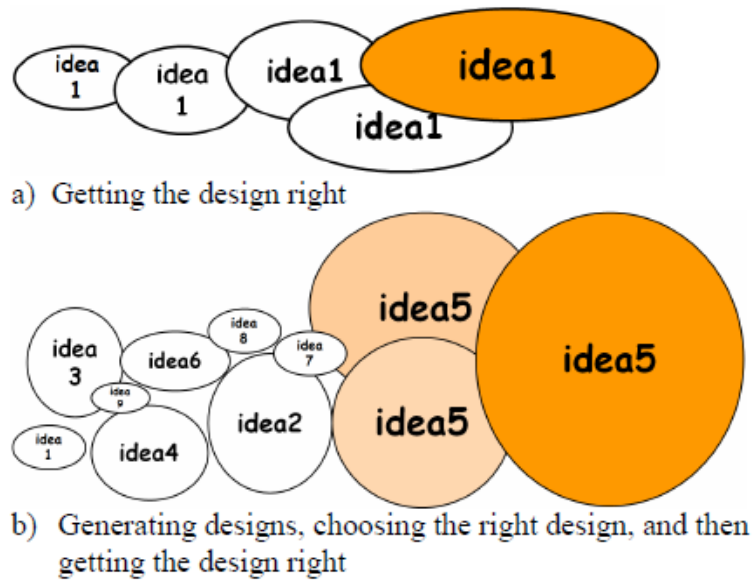 idea
1
idea
1
idea1
idea1
idea1
a) Getting the design right
idea
3
idea
9
idea
1
idea6
idea4
idea
8
idea2
idea
7
idea5
idea5
idea5
b) Generating designs, choosing the right design, and then
getting the design right